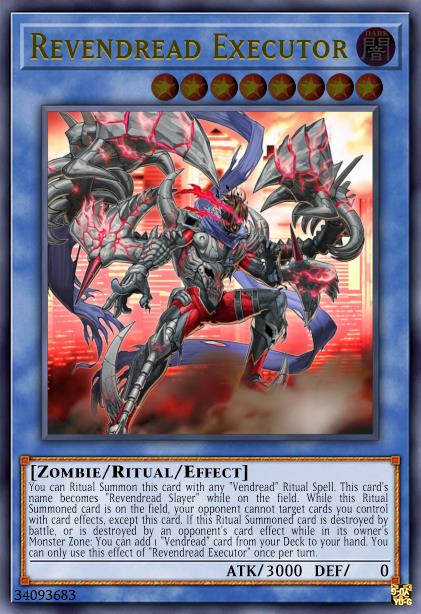 REVENDREAD EXECUTOR
DARK
闇
[ZOMBIE/RITUAL/EFFECT]
You can Ritual Summon this card with any "Vendread" Ritual Spell. This card's
name becomes "Revendread Slayer" while on the field. While this Ritual
Summoned card is on the field, your opponent cannot target cards you control
with card effects, except this card. If this Ritual Summoned card is destroyed by
battle, or is destroyed by an opponent's card effect while in its owner's
Monster Zone: You can add 1 "Vendread" card from your Deck to your hand. You can
only use this effect of "Revendread Executor" once per turn.
ATK/3000 DEF/ 0
34093683